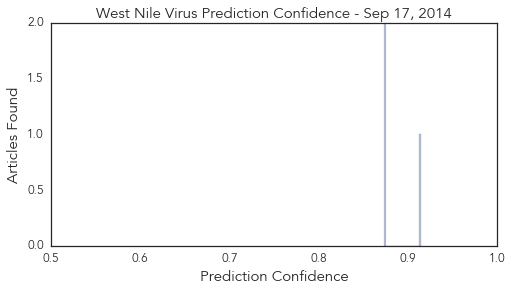 West Nile Virus Prediction Confidence - Sep 17, 2014
2.0
1.5
1.0
0.5
0.0
Articles Found
0.5 0.6 0.7 0.8 0.9 1.0
Prediction Confidence